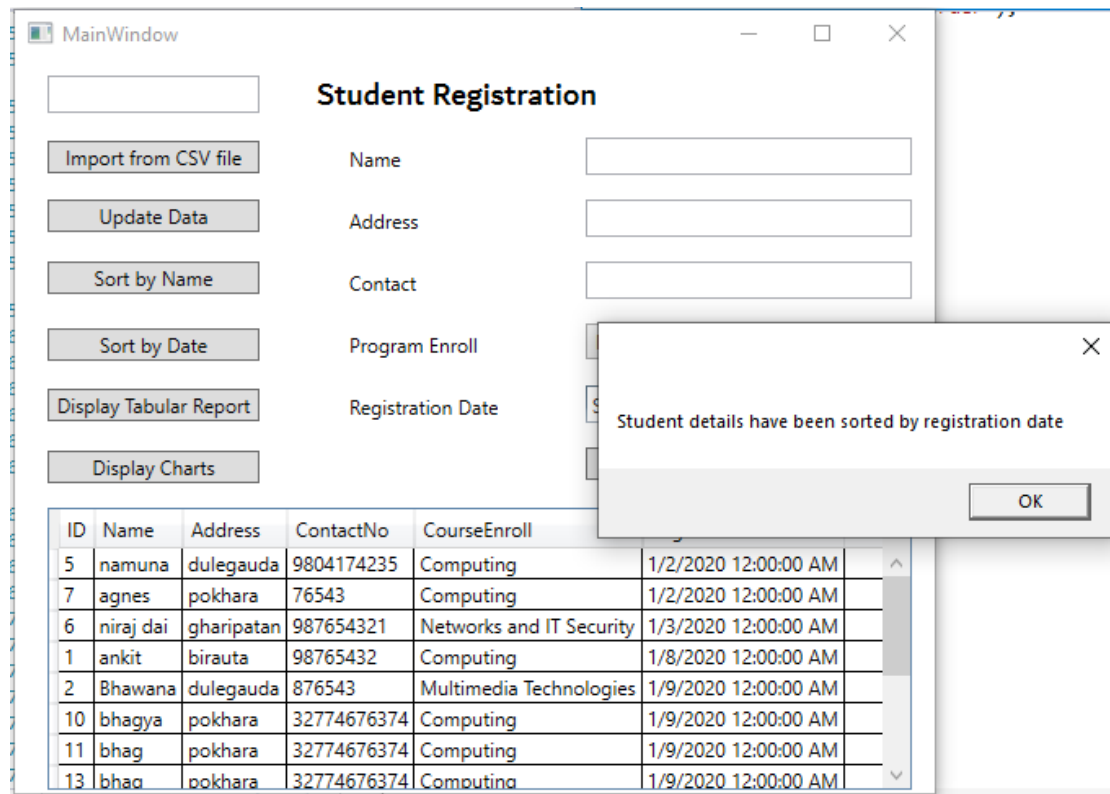 MainWindow
Student Registration
Import from CSV file
Name
Update Data
Address
Sort by Name
Contact
Sort by Date
Program Enroll
Display Tabular Report
Registration Date
Display Charts
Student details have been sorted by registration date
OK
ID Name Address ContactNo CourseEnroll
5 namuna dulegauda 9804174235 Computing 1/2/2020 12:00:00 AM
7 agnes pokhara 76543 Computing 1/2/2020 12:00:00 AM
6 niraj dai gharipatan 987654321 Networks and IT Security 1/3/2020 12:00:00 AM
1 ankit birauta 98765432 Computing 1/8/2020 12:00:00 AM
2 Bhawana dulegauda 876543 Multimedia Technologies 1/9/2020 12:00:00 AM
10 bhagya pokhara 32774676374 Computing 1/9/2020 12:00:00 AM
11 bhag pokhara 32774676374 Computing 1/9/2020 12:00:00 AM
13 bhag pokhara 32774676374 Computing 1/9/2020 12:00:00 AM